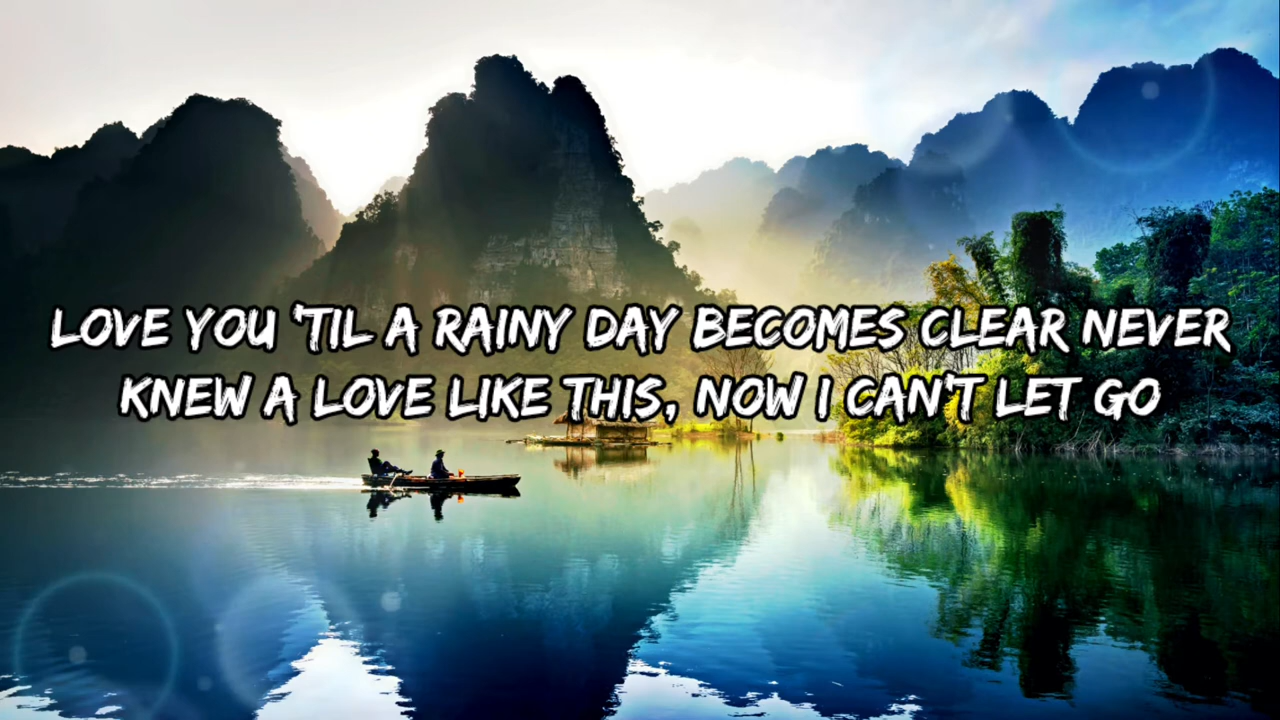 LOVE YOU 'TIL A RAINY DAY BECOMES CLEAR NEVER
KNEW A LOVE LIKE THIS, NOW I CAN'T LET GO